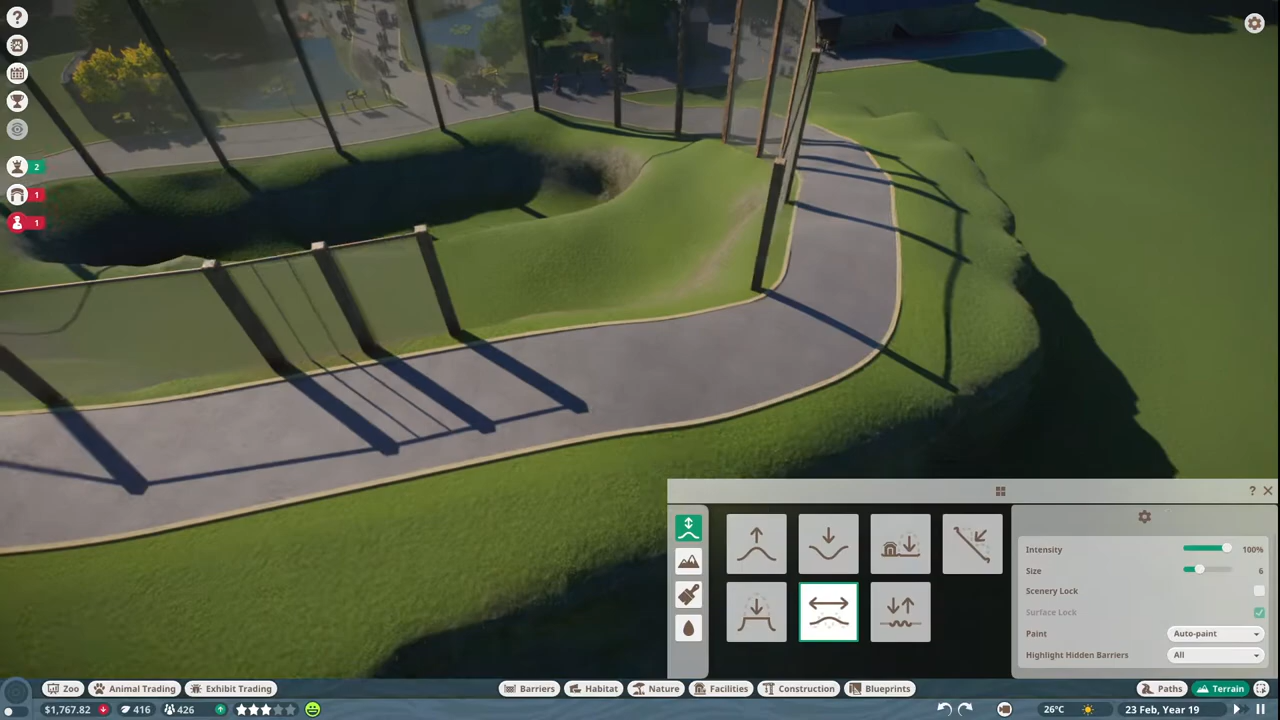 ?
2
1
1
?
Intensity 100%
Size 6
Scenery Lock
Surface Lock
Paint Auto-paint
Highlight Hidden Barriers All
Zoo Animal Trading Exhibit Trading Barriers Habitat Nature Facilities Construction Blueprints Paths Terrain
$1,767.82 416 426 26°C 23 Feb, Year 19